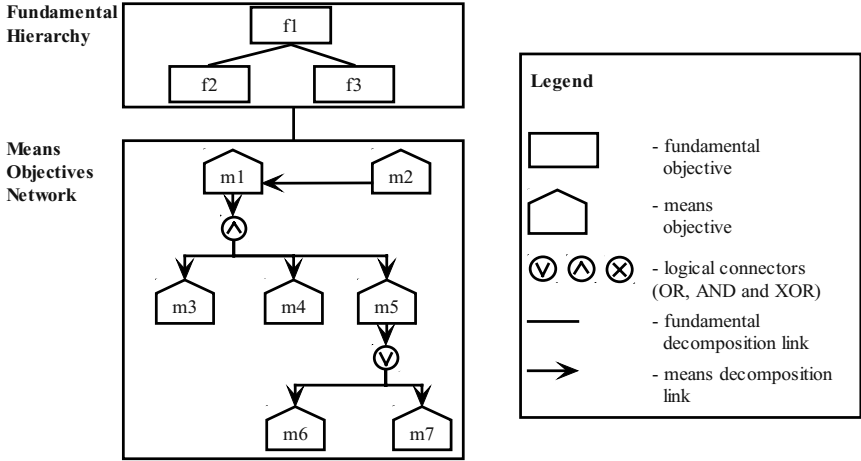 Fundamental
Hierarchy
f1
f2
f3
Means
Objectives
Network
m1
m2
m3
m4
m5
m6
m7
Legend
- fundamental
objective
- means
objective
- logical connectors
(OR, AND and XOR)
- fundamental
decomposition link
- means decomposition
link